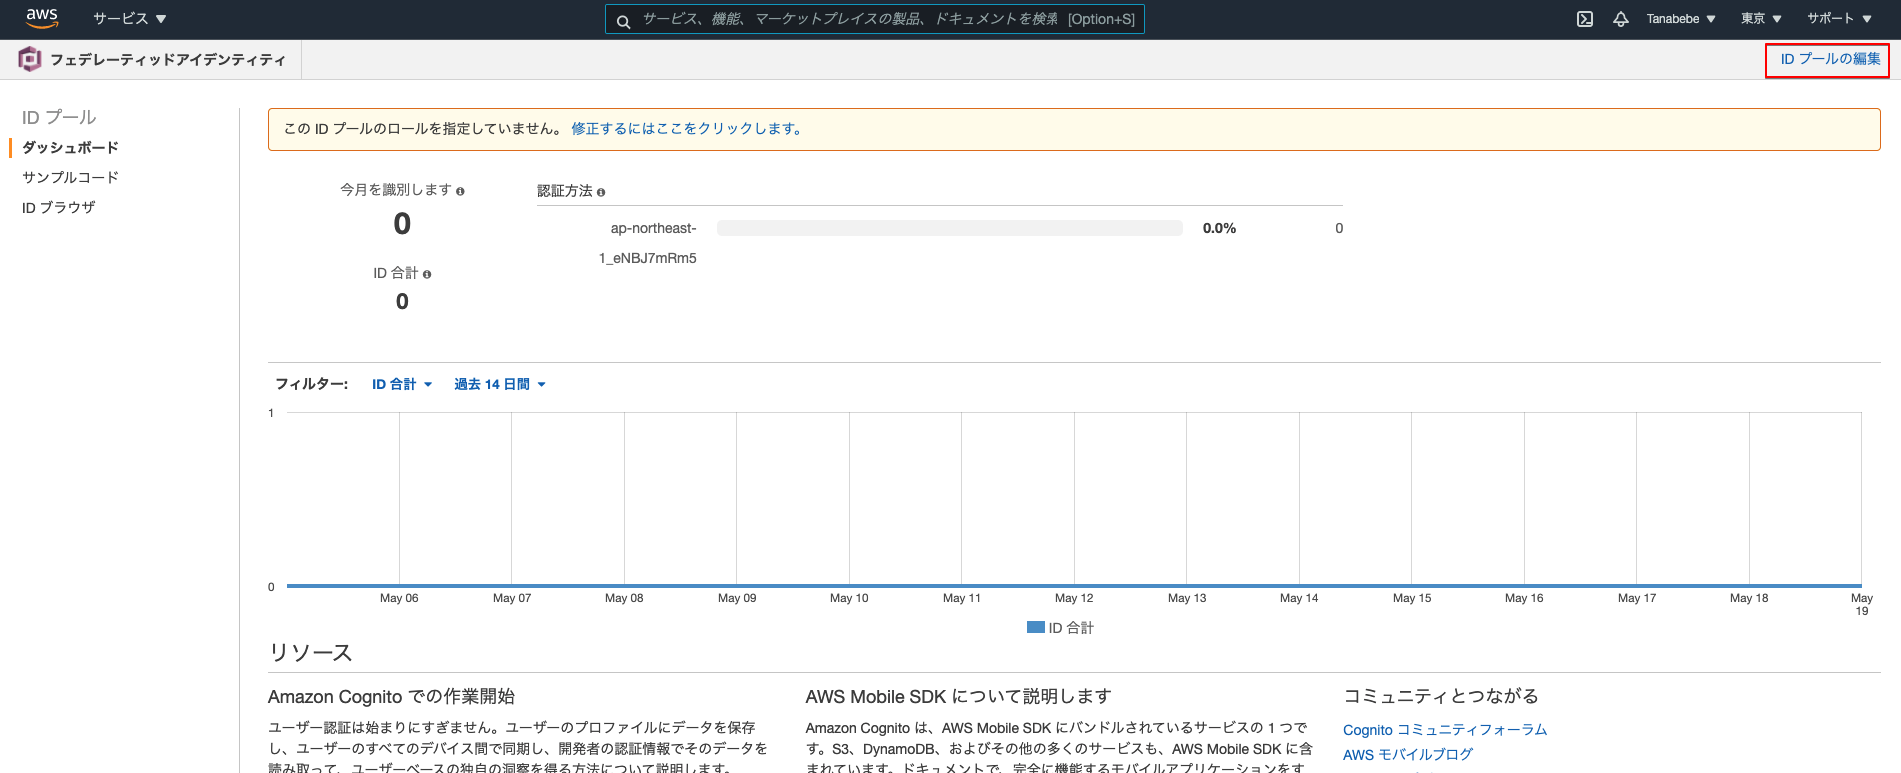 aws サービス サービス、機能、マーケットプレイスの製品、ドキュメントを検索 [Option+S] Tanabebe 東京 サポート
フェデレーティッドアイデンティティ ID プールの編集
ID プール
ダッシュボード
サンプルコード
ID ブラウザ
この ID プールのロールを指定していません。 修正するにはここをクリックします。
今月を識別します
0
ID 合計
0
認証方法
ap-northeast-
1_eNBJ7mRm5
0.0% 0
フィルター: ID 合計 過去 14 日間
1
0
May 06 May 07 May 08 May 09 May 10 May 11 May 12 May 13 May 14 May 15 May 16 May 17 May 18 May 19
ID 合計
リソース
Amazon Cognito での作業開始
ユーザー認証は始まりにすぎません。ユーザーのプロファイルにデータを保存
し、ユーザーのすべてのデバイス間で同期し、開発者の認証情報でそのデータを
読み取って、ユーザーベースの独自の洞察を得る方法について説明します。
AWS Mobile SDK について説明します
Amazon Cognito は、AWS Mobile SDK にバンドルされているサービスの 1 つで
す。S3、DynamoDB、およびその他の多くのサービスも、AWS Mobile SDK に含
まれています。ドキュメントで、完全に機能するモバイルアプリケーションをす
コミュニティとつながる
Cognito コミュニティフォーラム
AWS モバイルブログ